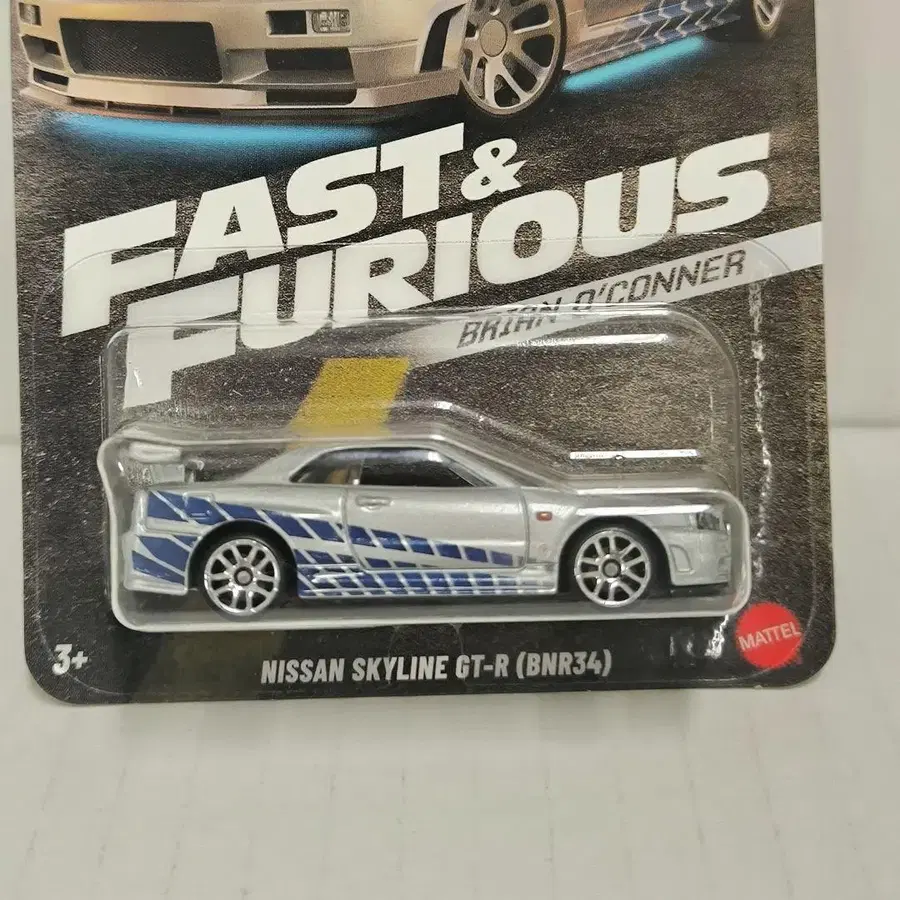 FAST &
FURIOUS
BRIAN O'CONNER
3+
NISSAN SKYLINE GT-R (BNR34)
MATTEL